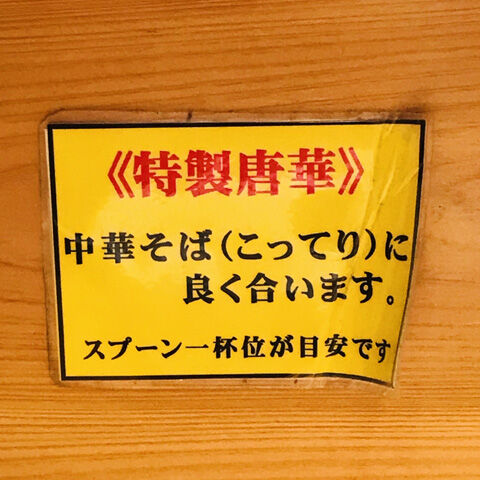 《特製唐華》
中華そば(こってり)に
良く合います。
スプーン一杯位が目安です